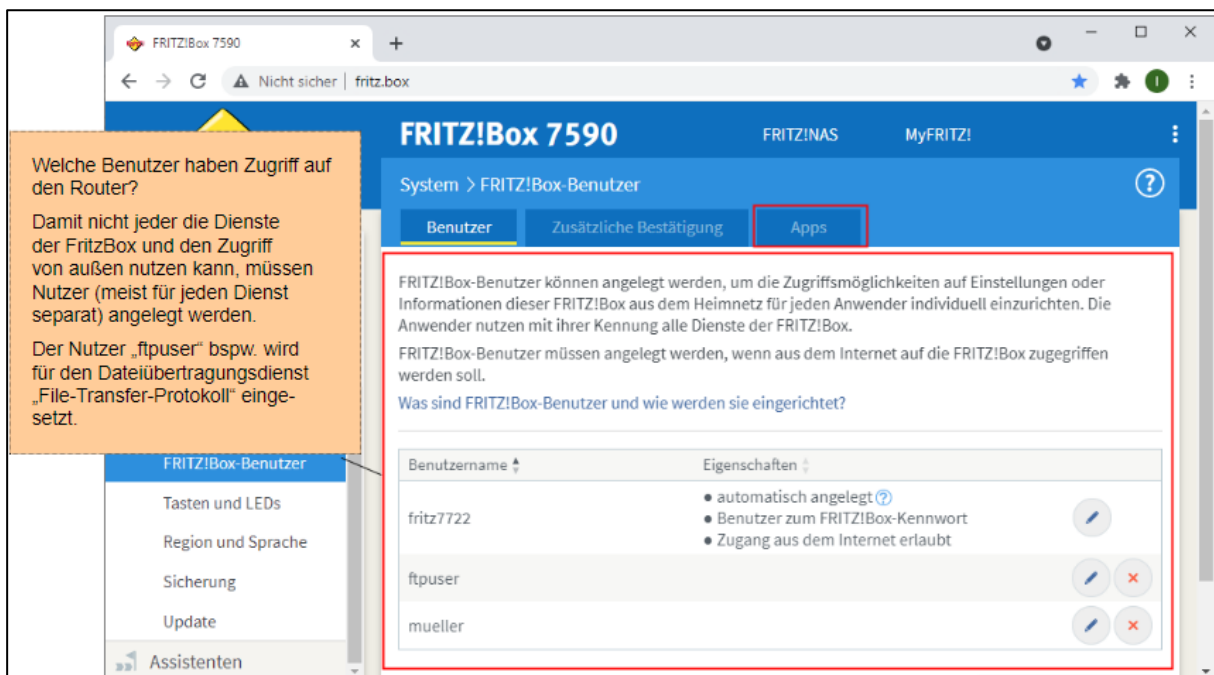 FRITZ!Box 7590
Nicht sicher
fritz.box
I
FRITZ!Box 7590
FRITZ!NAS
MyFRITZ!
System > FRITZ!Box-Benutzer
?
Benutzer
Zusätzliche Bestätigung
Apps
Welche Benutzer haben Zugriff auf
den Router?
Damit nicht jeder die Dienste
der FritzBox und den Zugriff
von außen nutzen kann, müssen
Nutzer (meist für jeden Dienst
separat) angelegt werden.
Der Nutzer „ftpuser“ bspw. wird
für den Dateiübertragungsdienst
„File-Transfer-Protokoll“ einge-
setzt.
FRITZ!Box-Benutzer können angelegt werden, um die Zugriffsmöglichkeiten auf Einstellungen oder
Informationen dieser FRITZ!Box aus dem Heimnetz für jeden Anwender individuell einzurichten. Die
Anwender nutzen mit ihrer Kennung alle Dienste der FRITZ!Box.
FRITZ!Box-Benutzer müssen angelegt werden, wenn aus dem Internet auf die FRITZ!Box zugegriffen
werden soll.
Was sind FRITZ!Box-Benutzer und wie werden sie eingerichtet?
FRITZ!Box-Benutzer
Tasten und LEDs
Region und Sprache
Sicherung
Update
Assistenten
Benutzername
Eigenschaften
fritz7722
● automatisch angelegt ?
● Benutzer zum FRITZ!Box-Kennwort
● Zugang aus dem Internet erlaubt
ftpuser
mueller